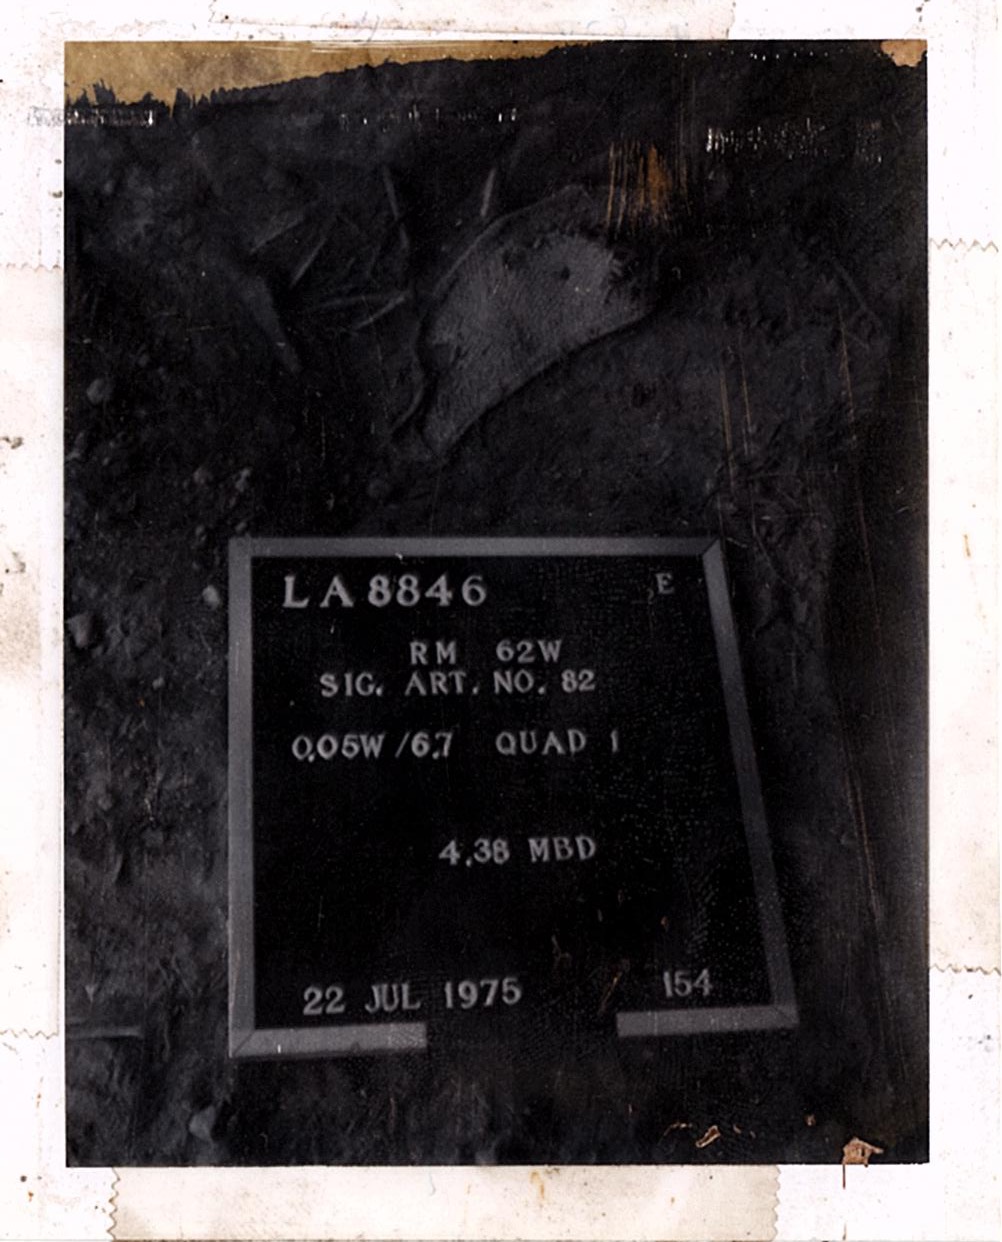 LA 8846 E
RM 62W
SIG. ART. NO. 82
0.05W /6.7 QUAD 1
4.38 MBD
22 JUL 1975 154